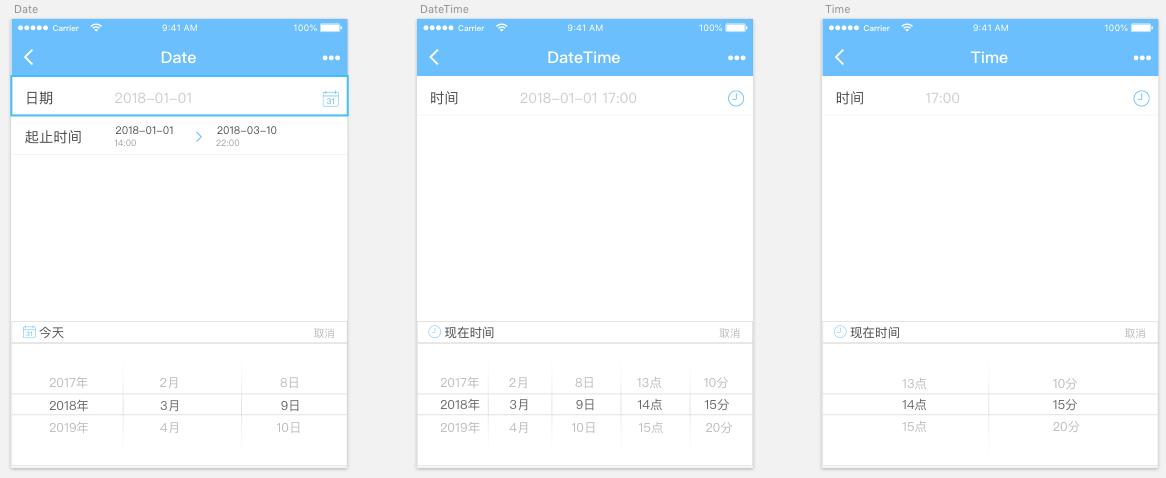 Date
Carrier 9:41 AM 100%
Date
日期 2018-01-01 31
起止时间 2018-01-01 14:00 > 2018-03-10 22:00
31 今天 取消
2017年 2月 8日
2018年 3月 9日
2019年 4月 10日
DateTime
Carrier 9:41 AM 100%
DateTime
时间 2018-01-01 17:00
现在时间 取消
2017年 2月 8日 13点 10分
2018年 3月 9日 14点 15分
2019年 4月 10日 15点 20分
Time
Carrier 9:41 AM 100%
Time
时间 17:00
现在时间 取消
13点 10分
14点 15分
15点 20分